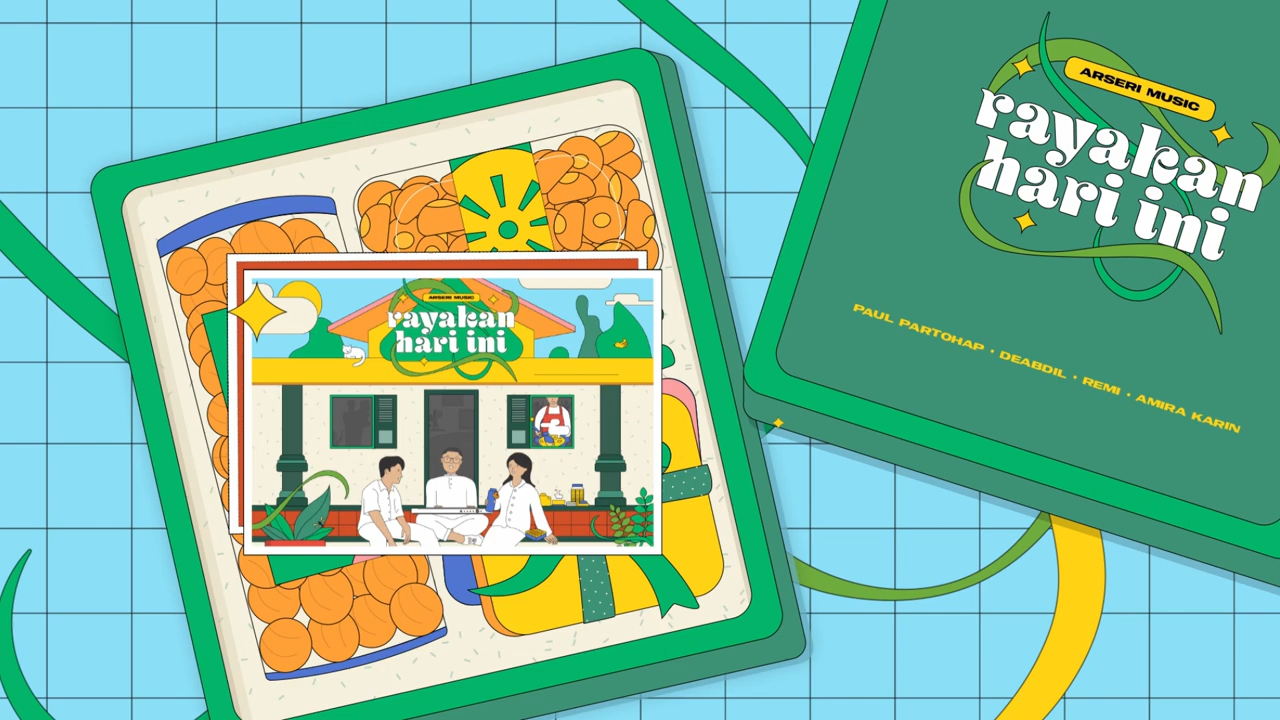 ARSERI MUSIC
rayakan
hari ini
PAUL PARTOHAP • DEABDIL • REMI • AMIRA KARIN
ARSERI MUSIC
rayakan
hari ini